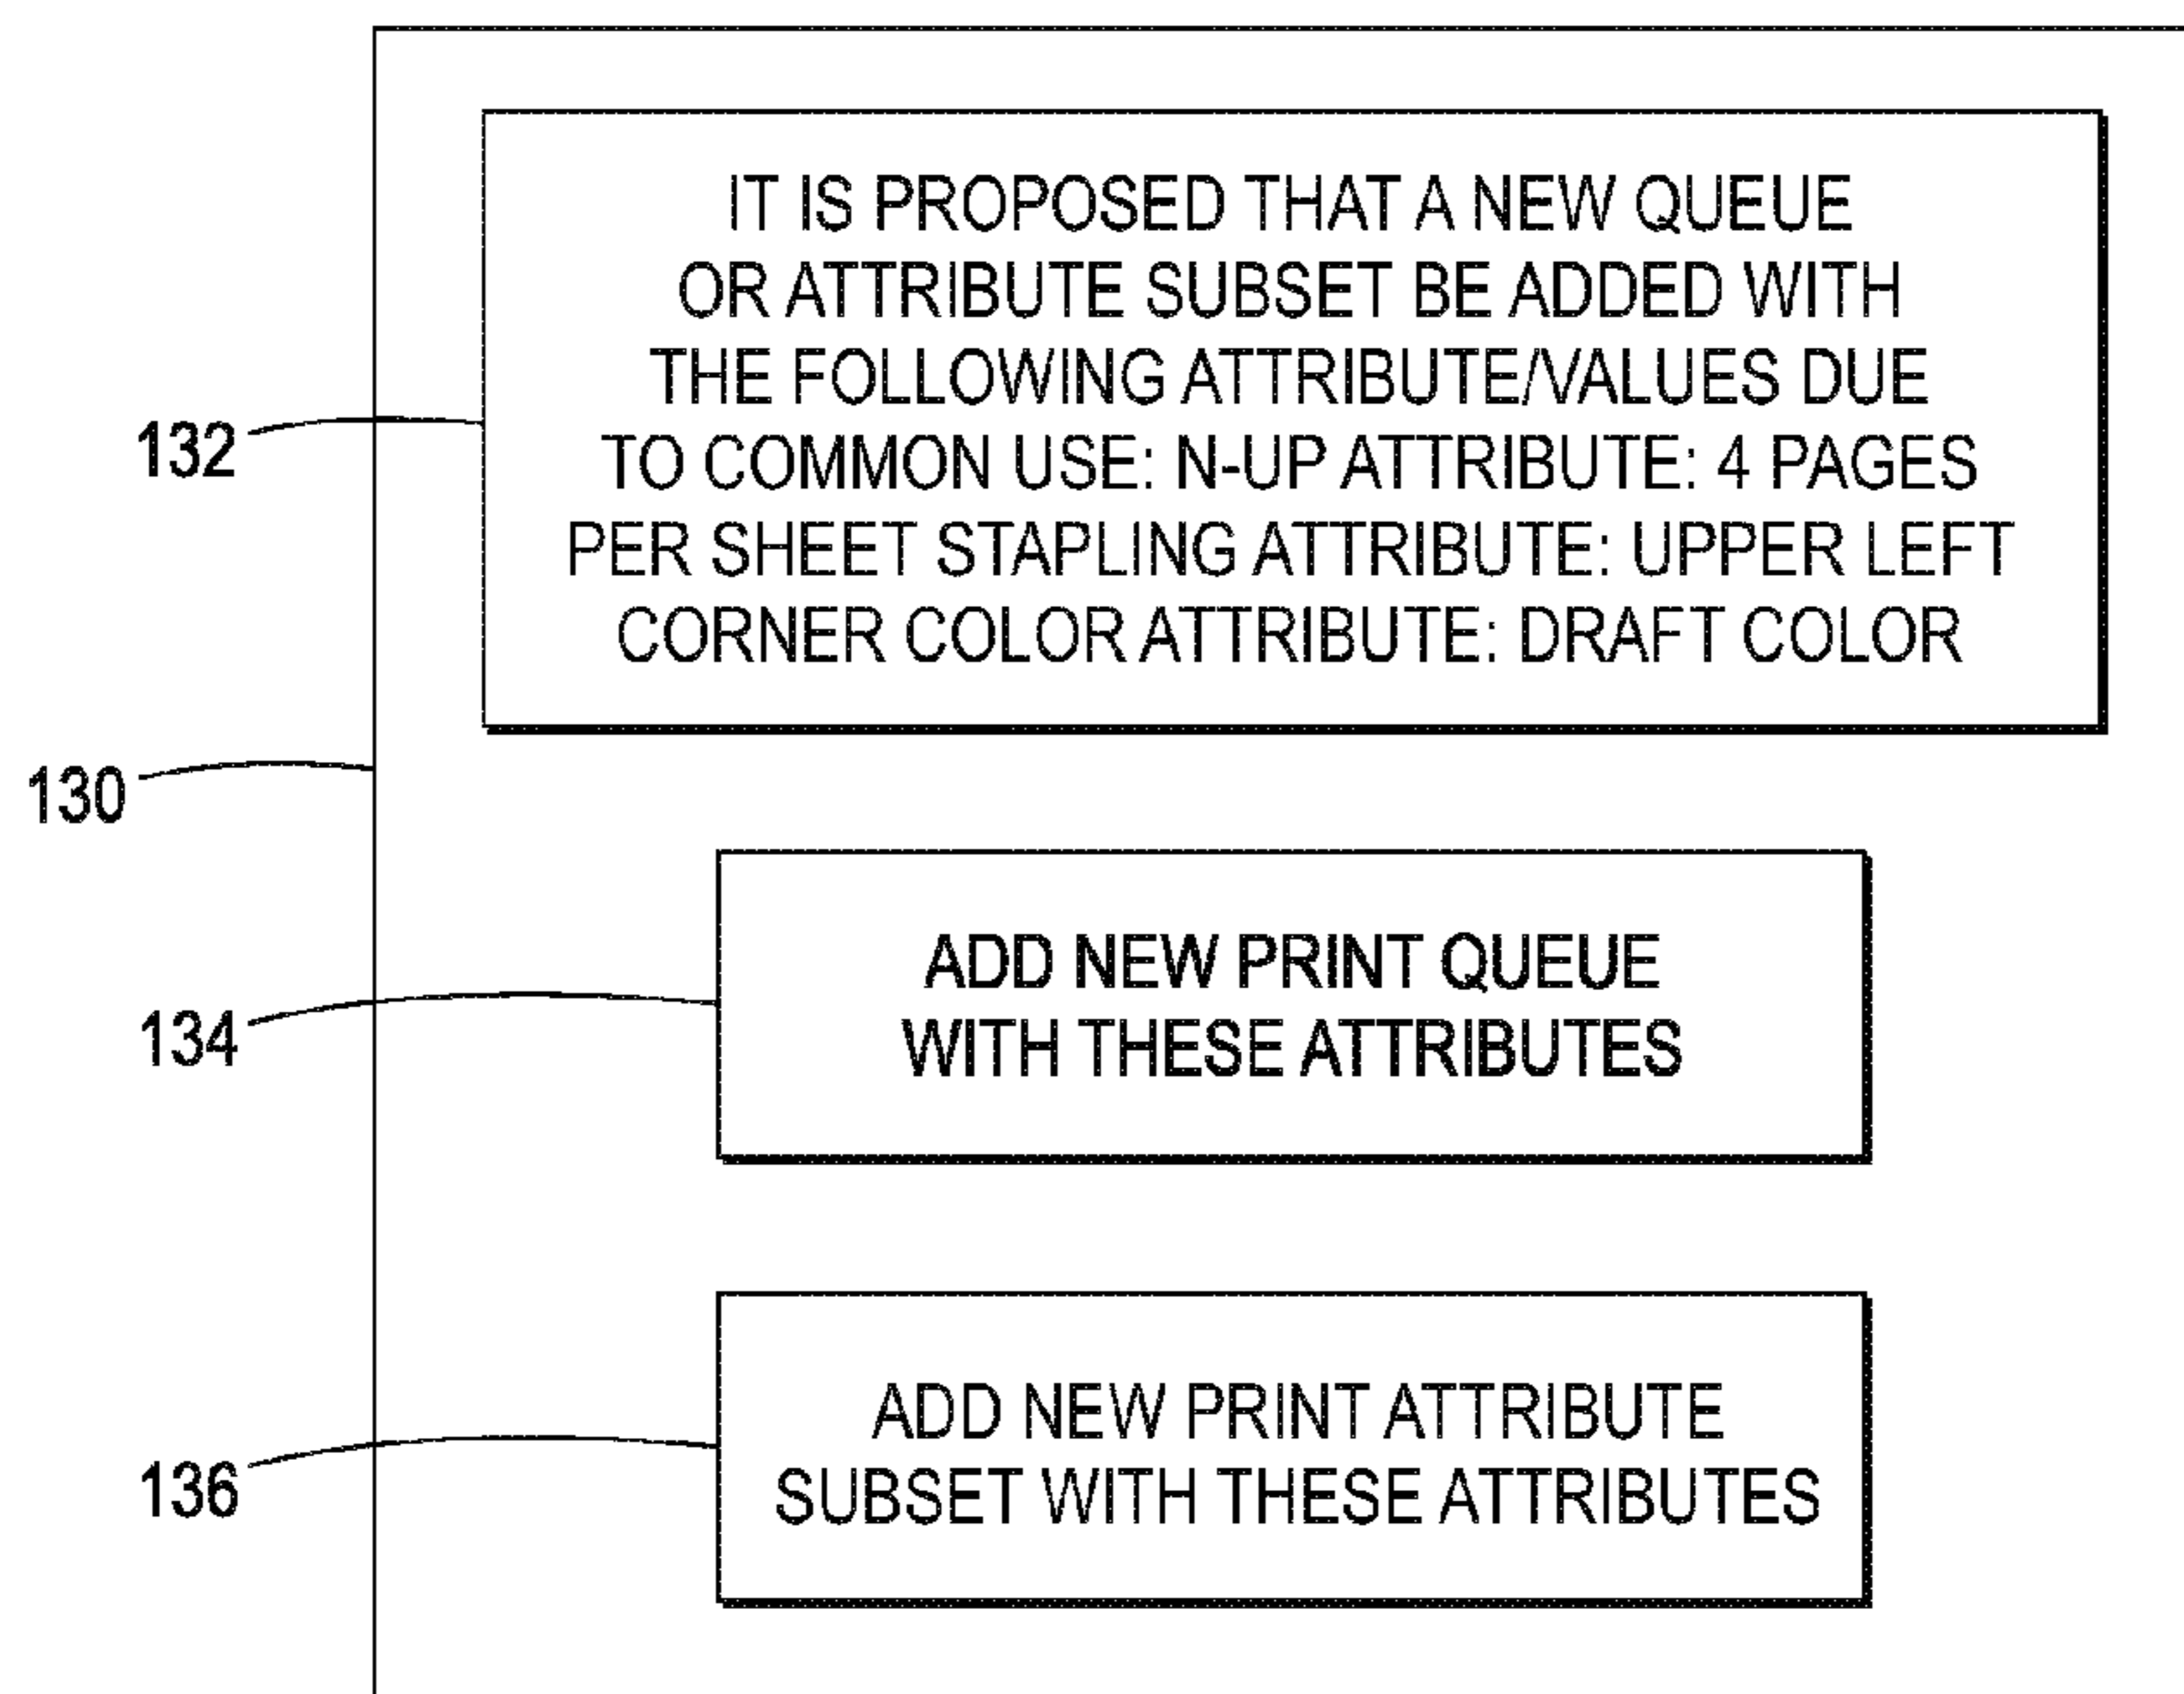 IT IS PROPOSED THAT A NEW QUEUE
OR ATTRIBUTE SUBSET BE ADDED WITH
THE FOLLOWING ATTRIBUTE/VALUES DUE
TO COMMON USE: N-UP ATTRIBUTE: 4 PAGES
PER SHEET STAPLING ATTRIBUTE: UPPER LEFT
CORNER COLOR ATTRIBUTE: DRAFT COLOR
132
130
ADD NEW PRINT QUEUE
WITH THESE ATTRIBUTES
134
ADD NEW PRINT ATTRIBUTE
SUBSET WITH THESE ATTRIBUTES
136